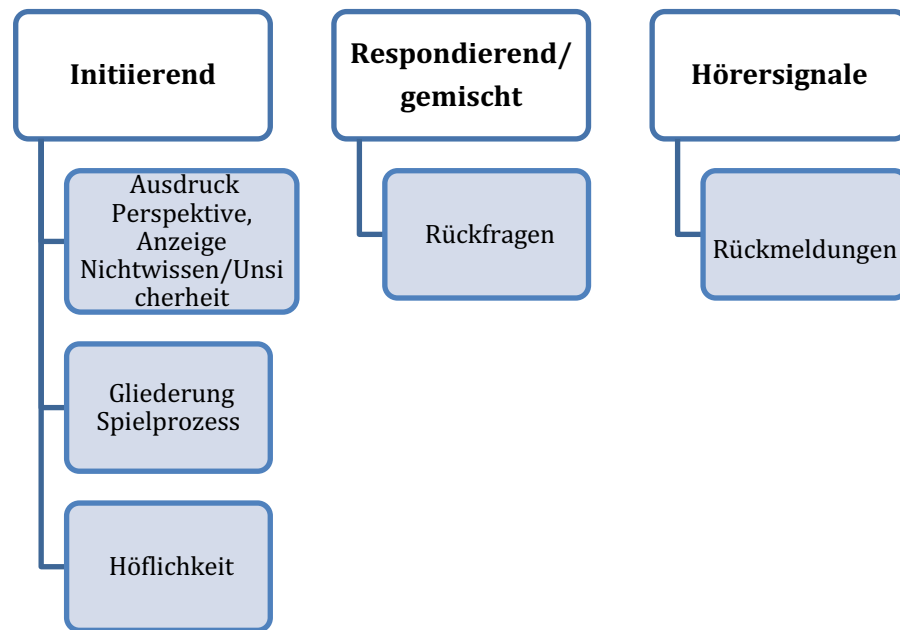 Initiierend
Respondierend/
gemischt
Hörersignale
Ausdruck
Perspektive,
Anzeige
Nichtwissen/Unsi
cherheit
Rückfragen
Rückmeldungen
Gliederung
Spielprozess
Höflichkeit